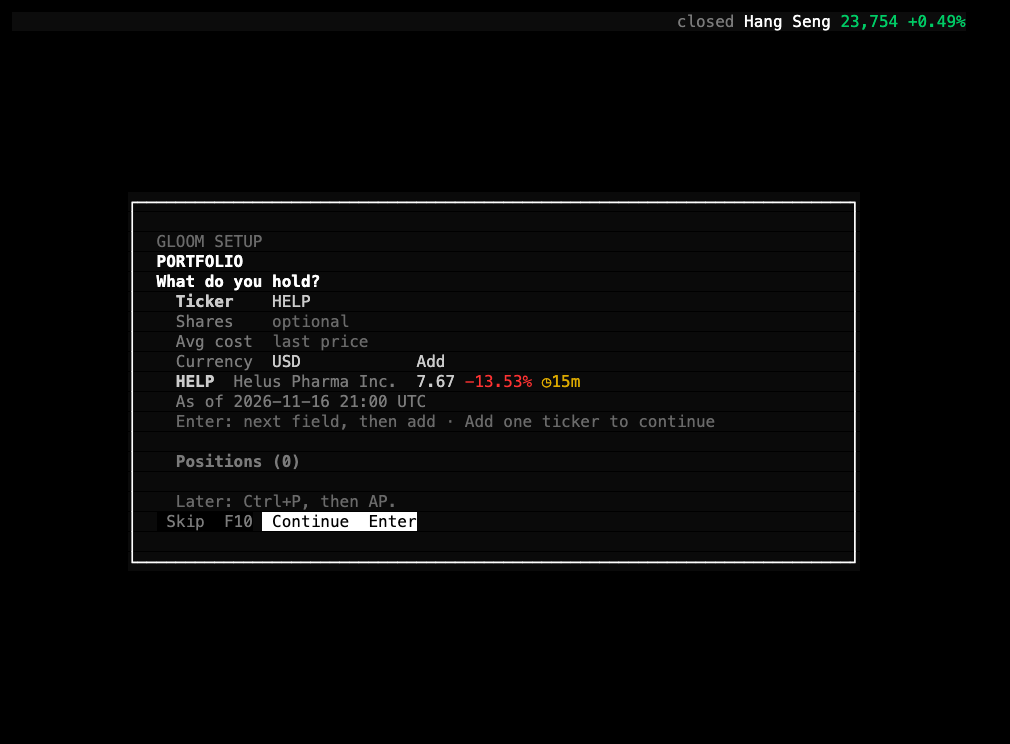 closed Hang Seng 23,754 +0.49%
GLOOM SETUP
PORTFOLIO
What do you hold?
Ticker HELP
Shares optional
Avg cost last price
Currency USD Add
HELP Helus Pharma Inc. 7.67 −13.53% ◷15m
As of 2026−11−16 21:00 UTC
Enter: next field, then add · Add one ticker to continue
Positions (0)
Later: Ctrl+P, then AP.
Skip F10 Continue Enter